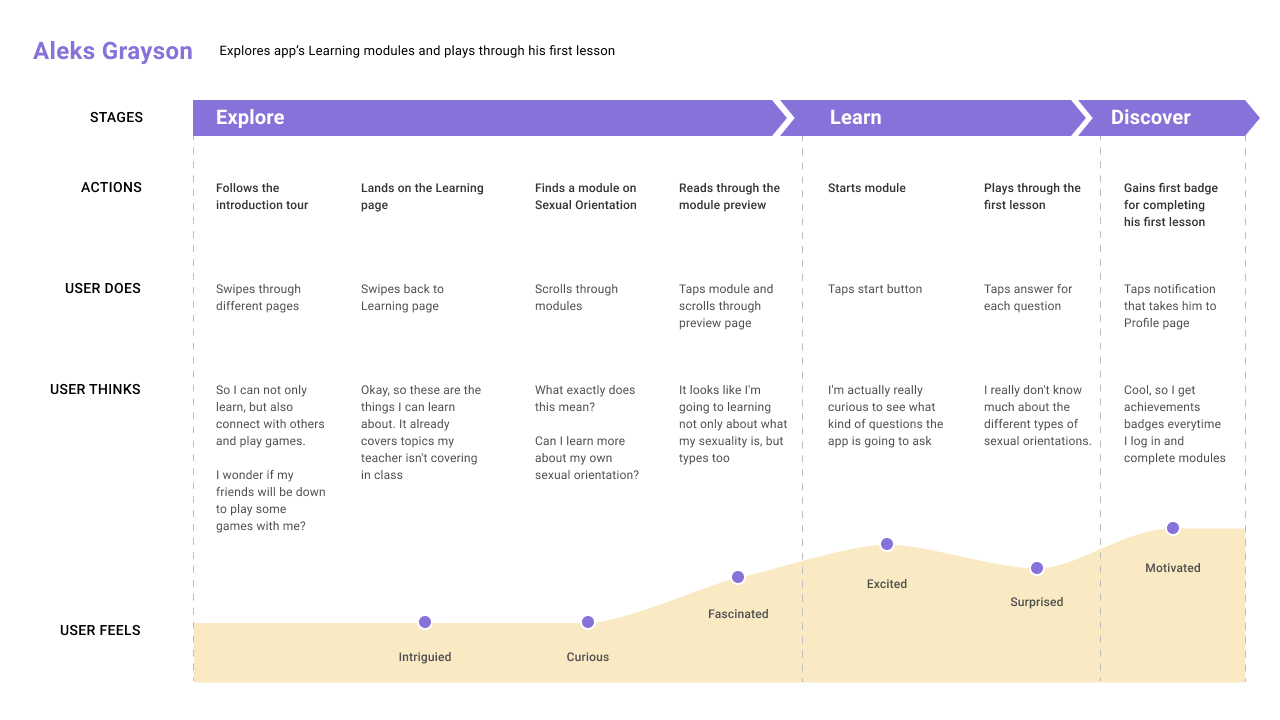 Aleks Grayson
Explores app's Learning modules and plays through his first lesson
STAGES
Explore
Learn
Discover
ACTIONS
Follows the
introduction tour
Lands on the Learning
page
Finds a module on
Sexual Orientation
Reads through the
module preview
Starts module
Plays through the
first lesson
Gains first badge
for completing
his first lesson
USER DOES
Swipes through
different pages
Swipes back to
Learning page
Scrolls through
modules
Taps module and
scrolls through
preview page
Taps start button
Taps answer for
each question
Taps notification
that takes him to
Profile page
USER THINKS
So I can not only
learn, but also
connect with others
and play games.
I wonder if my
friends will be down
to play some
games with me?
Okay, so these are the
things I can learn
about. It already
covers topics my
teacher isn't covering
in class
What exactly does
this mean?
Can I learn more
about my own
sexual orientation?
It looks like I'm
going to learning
not only about what
my sexuality is, but
types too
I'm actually really
curious to see what
kind of questions the
app is going to ask
I really don't know
much about the
different types of
sexual orientations.
Cool, so I get
achievements
badges everytime
I log in and
complete modules
USER FEELS
Intriguied
Curious
Fascinated
Excited
Surprised
Motivated